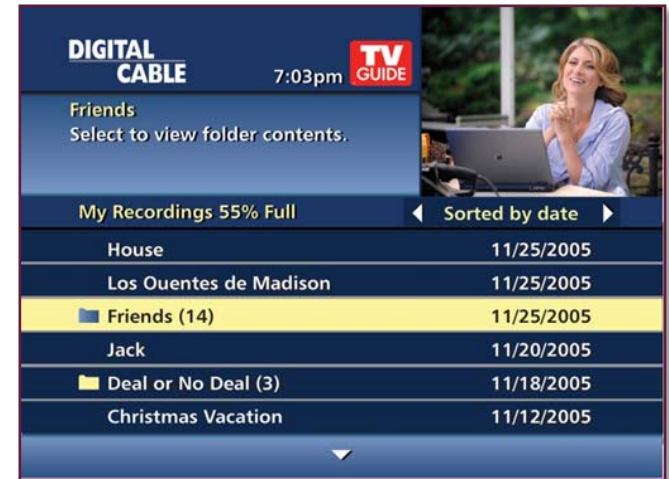 DIGITAL
CABLE
7:03pm
TV
GUIDE
Friends
Select to view folder contents.
My Recordings 55% Full
Sorted by date
House 11/25/2005
Los Ouentes de Madison 11/25/2005
Friends (14) 11/25/2005
Jack 11/20/2005
Deal or No Deal (3) 11/18/2005
Christmas Vacation 11/12/2005